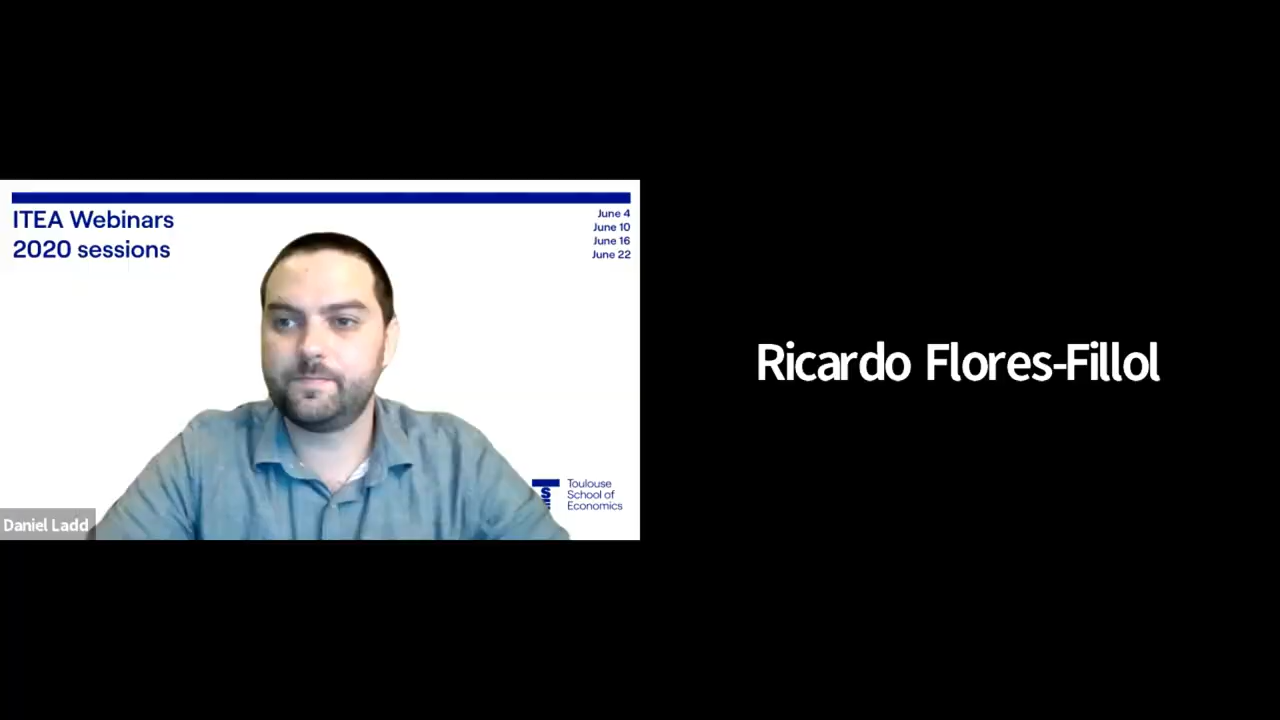 ITEA Webinars
2020 sessions
June 4
June 10
June 16
June 22
Toulouse
School of
Economics
Daniel Ladd
Ricardo Flores-Fillol